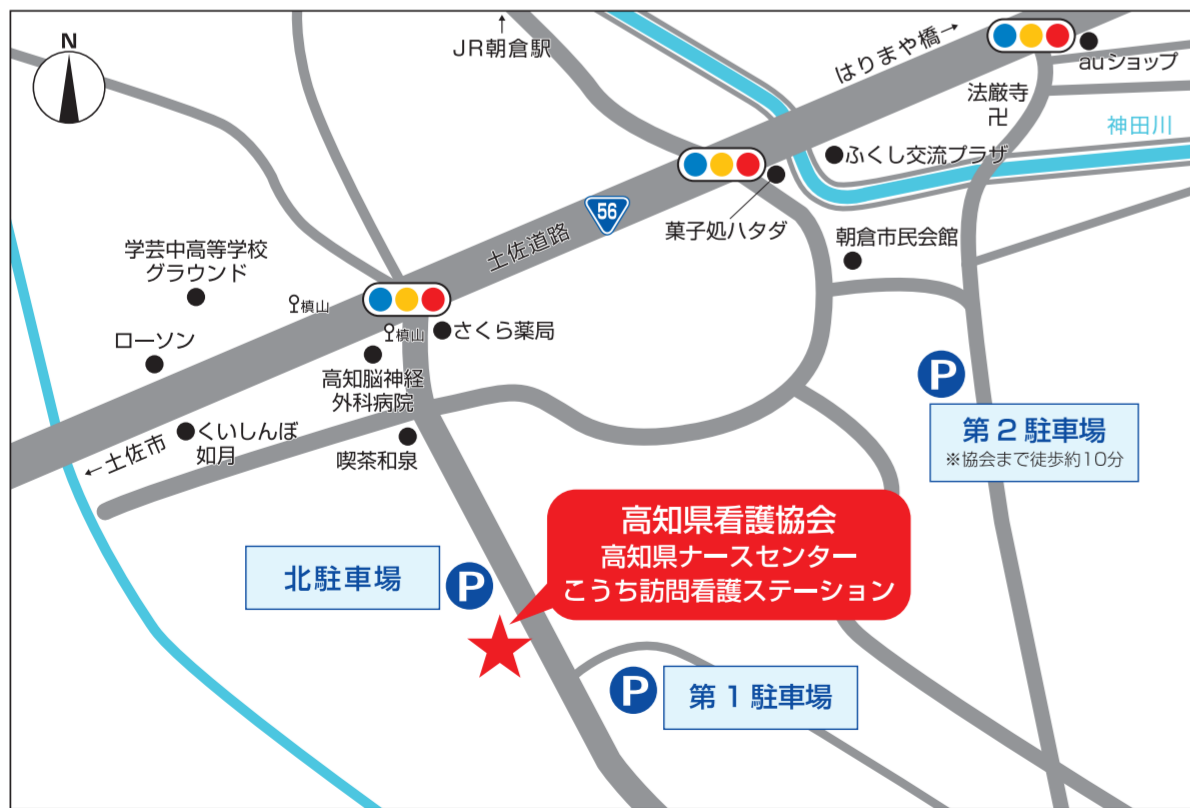 N
↑
JR朝倉駅
はりまや橋→
auショップ
法厳寺
卍
神田川
ふくし交流プラザ
56
土佐道路
菓子処ハタダ
朝倉市民会館
学芸中高等学校
グラウンド
槙山
ローソン
槙山
さくら薬局
高知脳神経
外科病院
P
第2駐車場
※協会まで徒歩約10分
くいしんぼ
如月
←土佐市
喫茶和泉
高知県看護協会
高知県ナースセンター
こうち訪問看護ステーション
北駐車場
P
P
第1駐車場